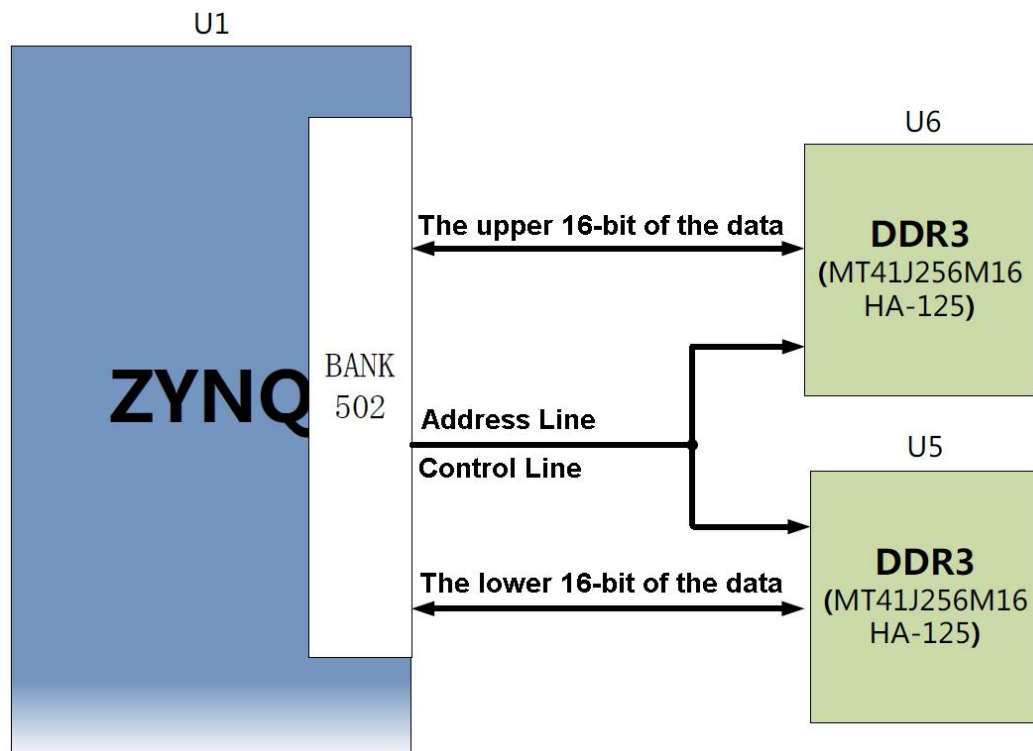 U1
U6
The upper 16-bit of the data
DDR3
(MT41J256M16
HA-125)
ZYNQ
BANK
502
Address Line
Control Line
U5
The lower 16-bit of the data
DDR3
(MT41J256M16
HA-125)